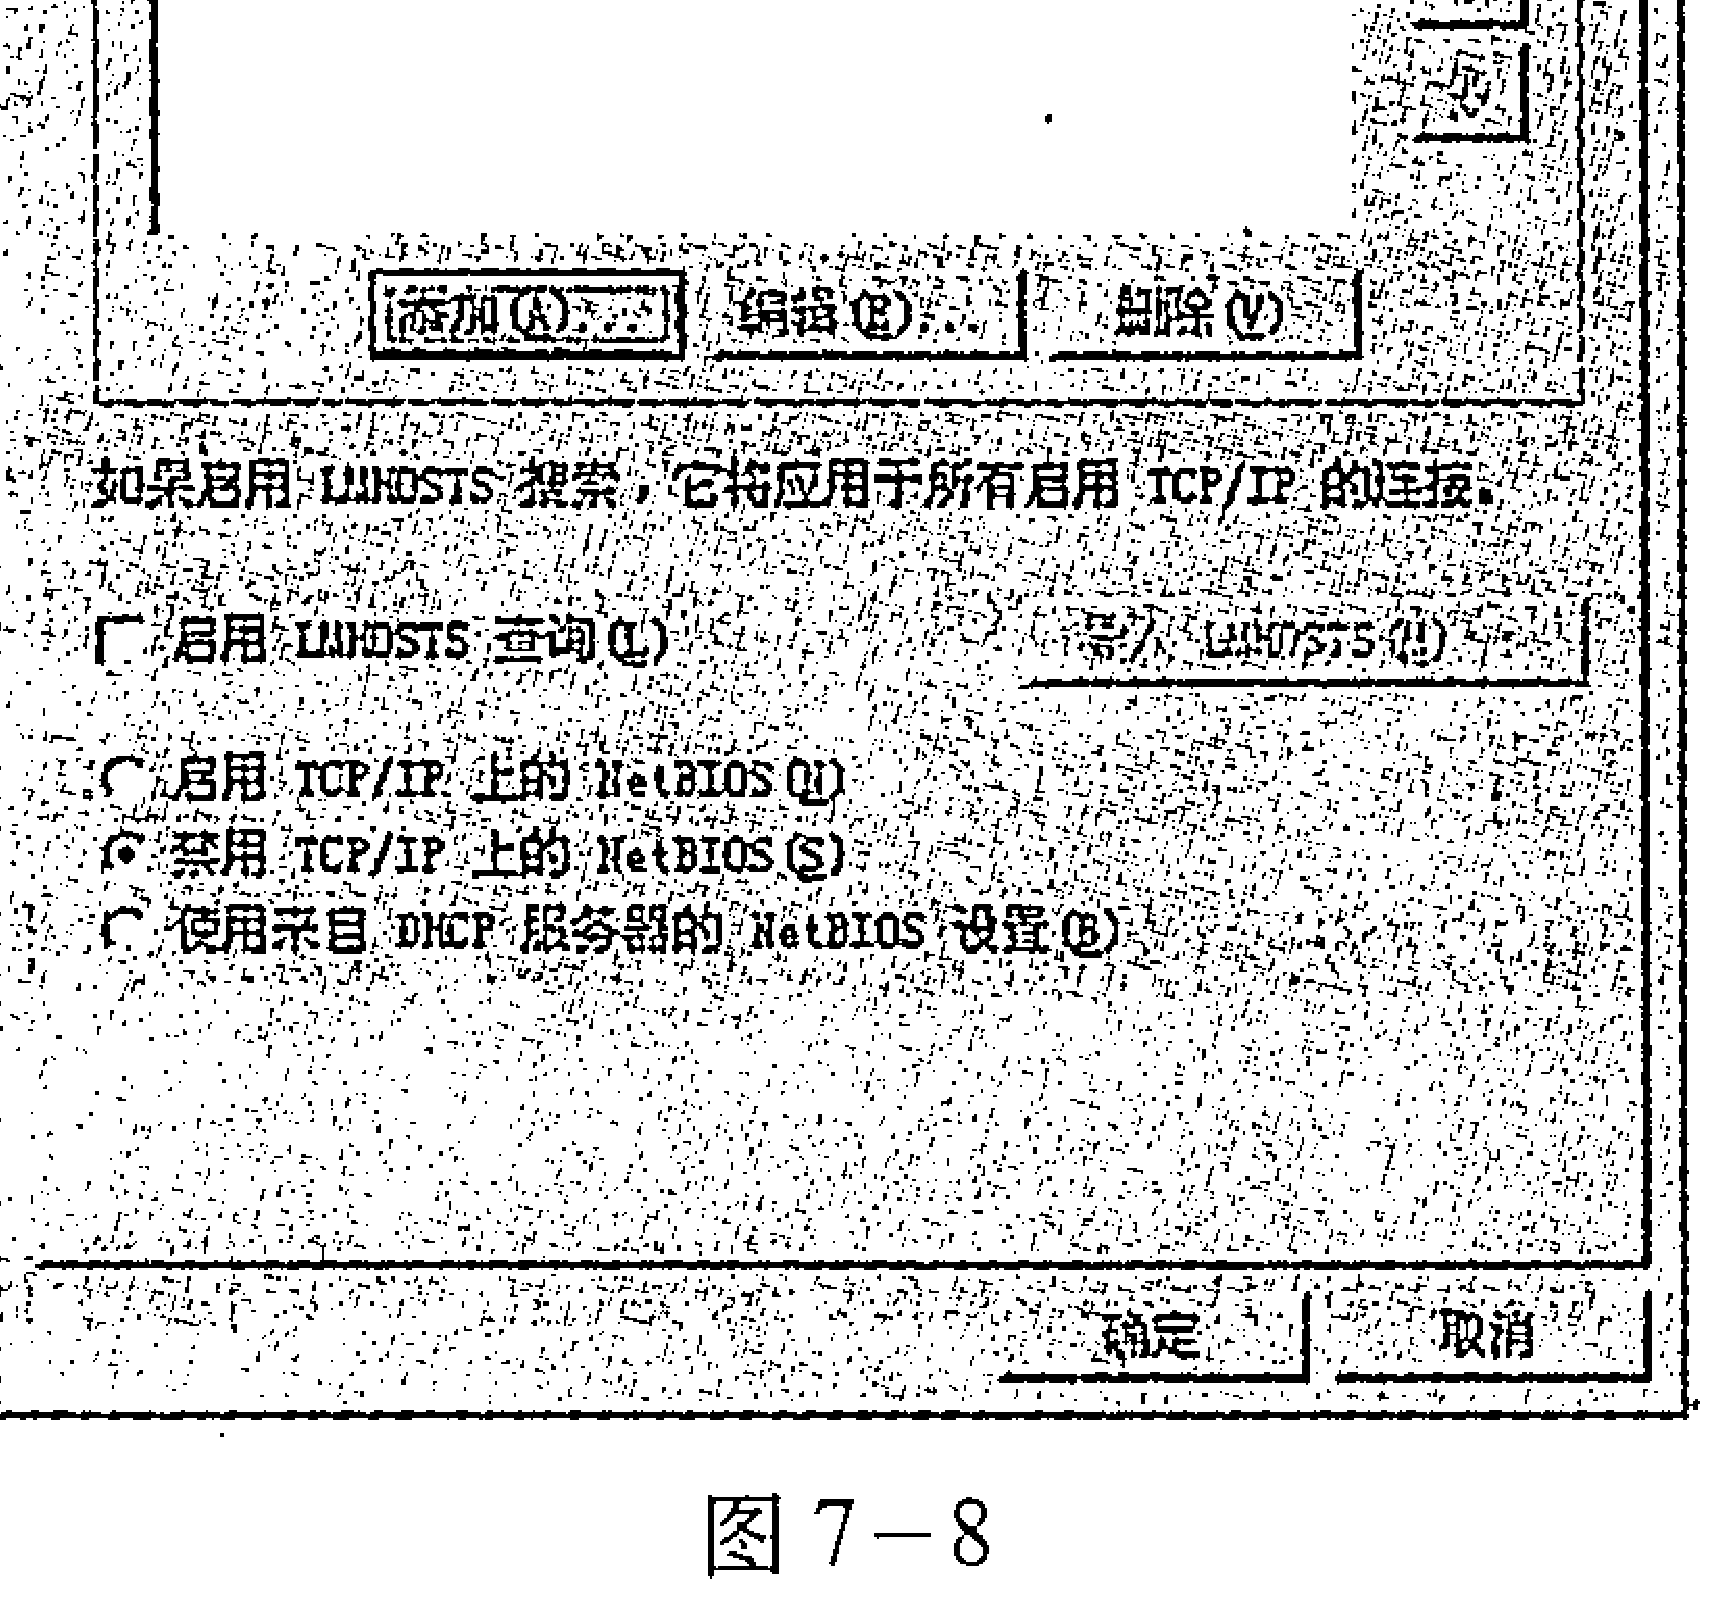 添加(A)... 编辑(E)... 删除(V)
如果启用 LMHOSTS 搜索，它将应用于所有启用 TCP/IP 的连接。
启用 LMHOSTS 查询(L) 导入 LMHOSTS(M)
启用 TCP/IP 上的 NetBIOS(N)
禁用 TCP/IP 上的 NetBIOS(S)
使用来自 DHCP 服务器的 NetBIOS 设置(B)
确定 取消
图 7-8